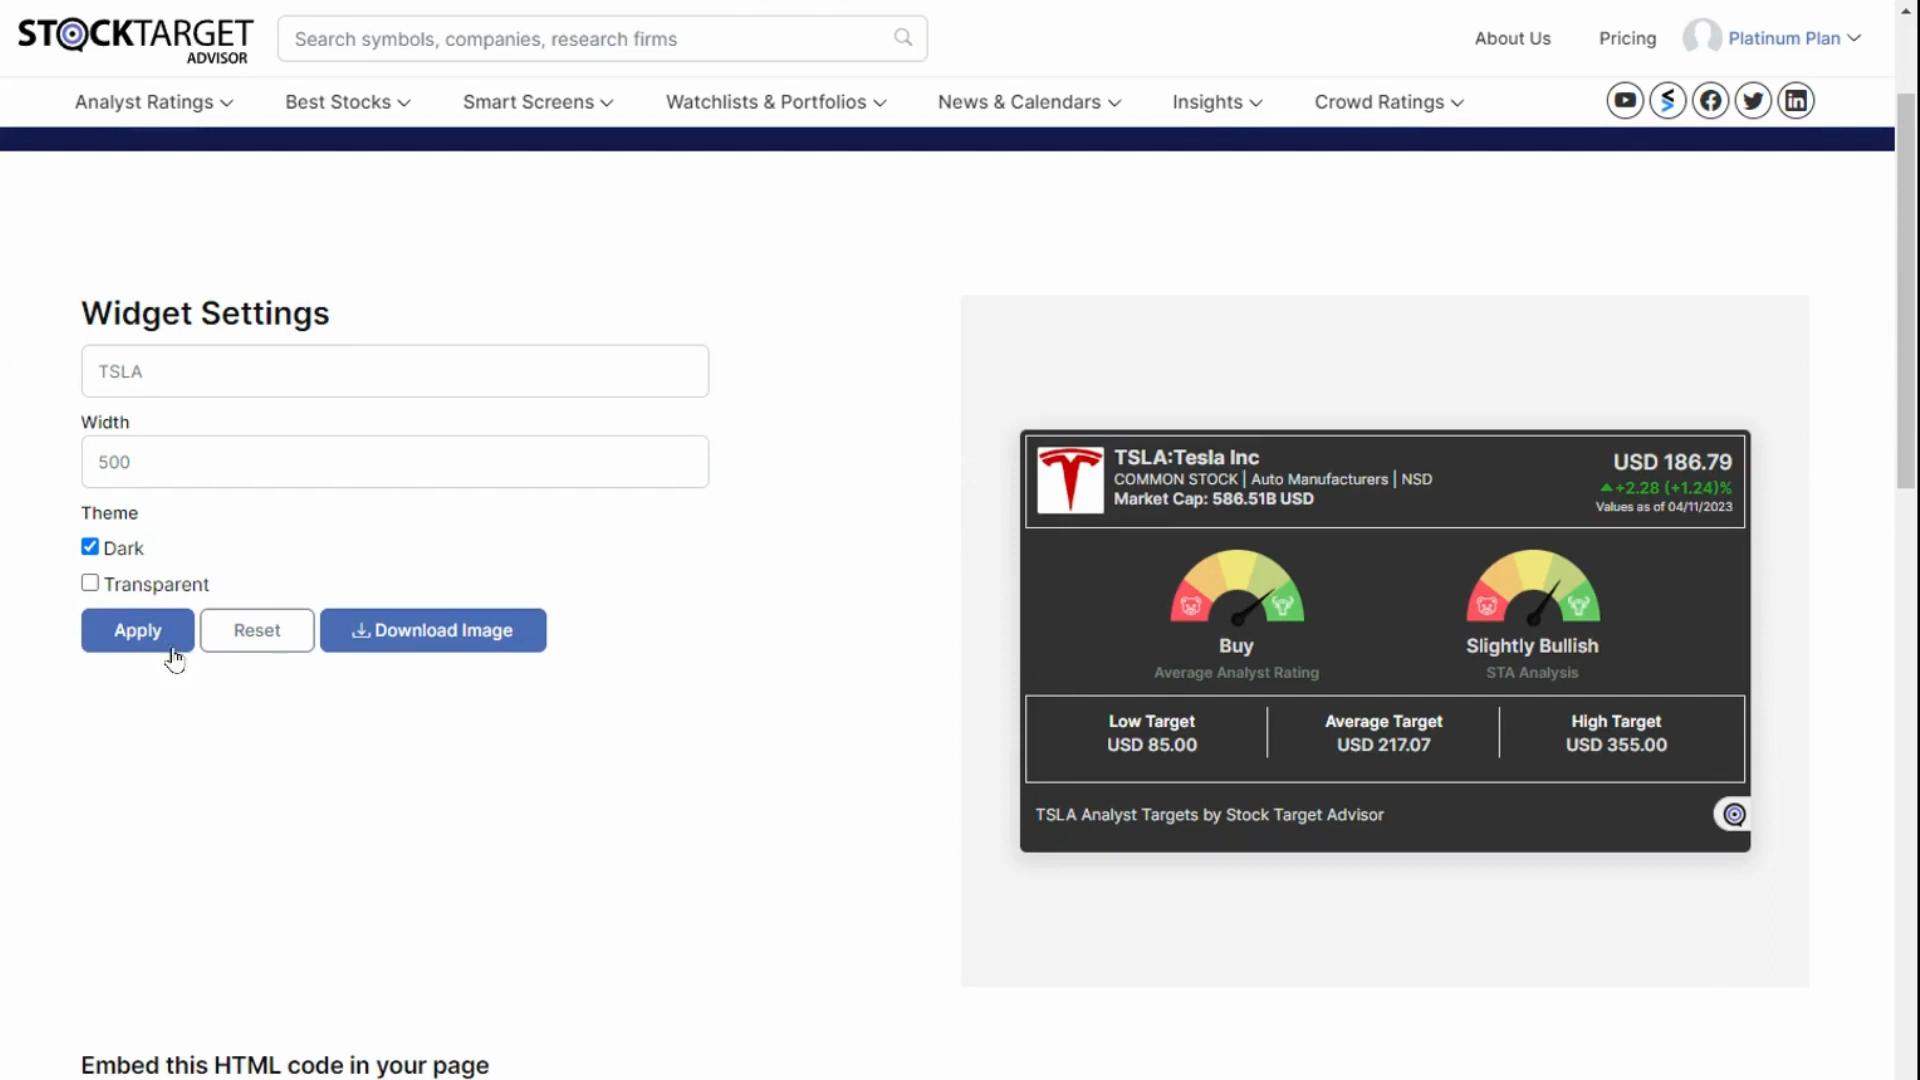 STOCKTARGET
ADVISOR
Search symbols, companies, research firms
About Us
Pricing
Platinum Plan
Analyst Ratings
Best Stocks
Smart Screens
Watchlists & Portfolios
News & Calendars
Insights
Crowd Ratings
Widget Settings
TSLA
Width
500
Theme
Dark
Transparent
Apply
Reset
Download Image
TSLA:Tesla Inc
COMMON STOCK | Auto Manufacturers | NSD
Market Cap: 586.51B USD
USD 186.79
+2.28 (+1.24)%
Values as of 04/11/2023
Buy
Average Analyst Rating
Slightly Bullish
STA Analysis
Low Target
USD 85.00
Average Target
USD 217.07
High Target
USD 355.00
TSLA Analyst Targets by Stock Target Advisor
Embed this HTML code in your page